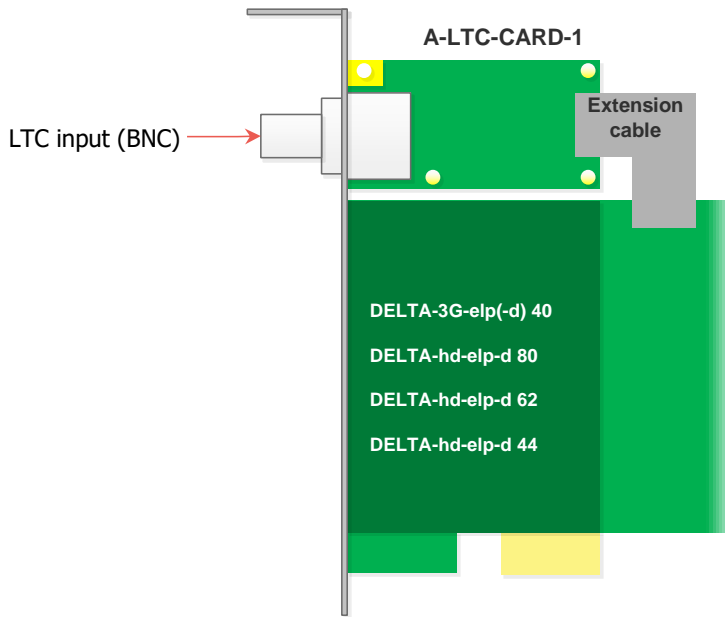 A-LTC-CARD-1
Extension
cable
LTC input (BNC)
DELTA-3G-elp(-d) 40
DELTA-hd-elp-d 80
DELTA-hd-elp-d 62
DELTA-hd-elp-d 44